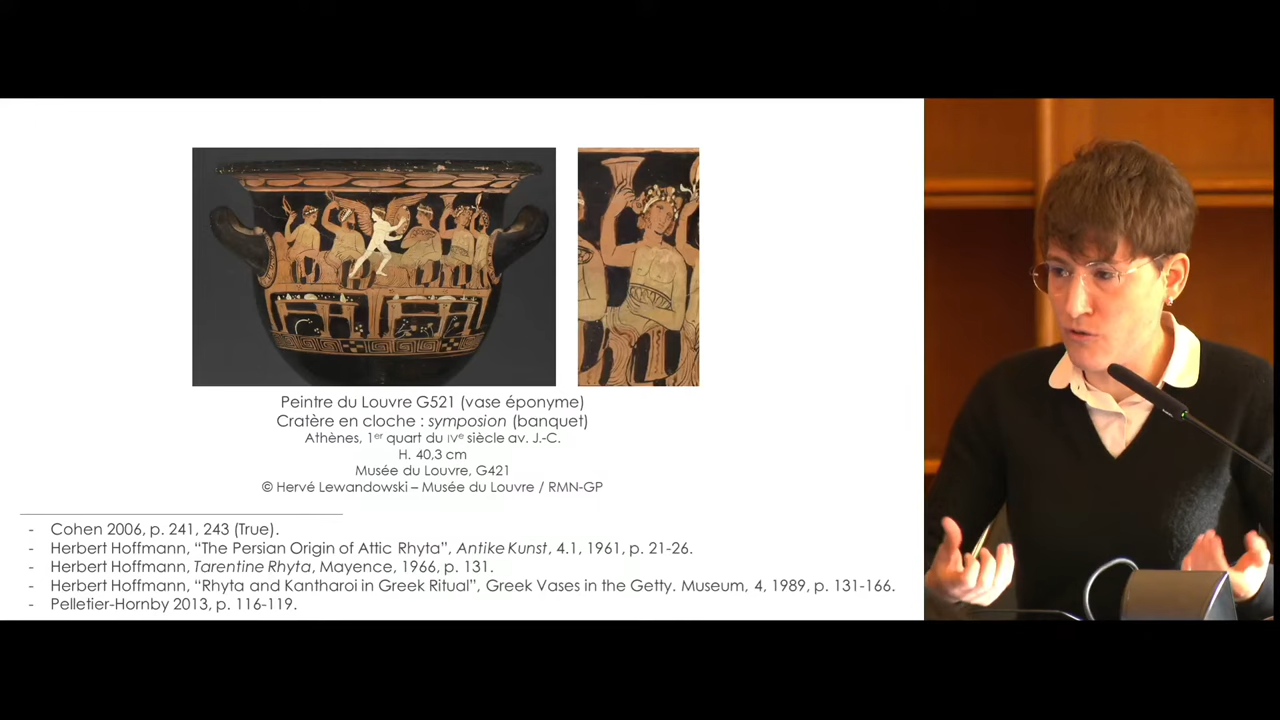 Peintre du Louvre G521 (vase éponyme)
Cratère en cloche : symposion (banquet)
Athènes, 1er quart du IVe siècle av. J.-C.
H. 40,3 cm
Musée du Louvre, G421
© Hervé Lewandowski – Musée du Louvre / RMN-GP
- Cohen 2006, p. 241, 243 (True).
- Herbert Hoffmann, “The Persian Origin of Attic Rhyta”, Antike Kunst, 4.1, 1961, p. 21-26.
- Herbert Hoffmann, Tarentine Rhyta, Mayence, 1966, p. 131.
- Herbert Hoffmann, “Rhyta and Kantharoi in Greek Ritual”, Greek Vases in the Getty. Museum, 4, 1989, p. 131-166.
- Pelletier-Hornby 2013, p. 116-119.